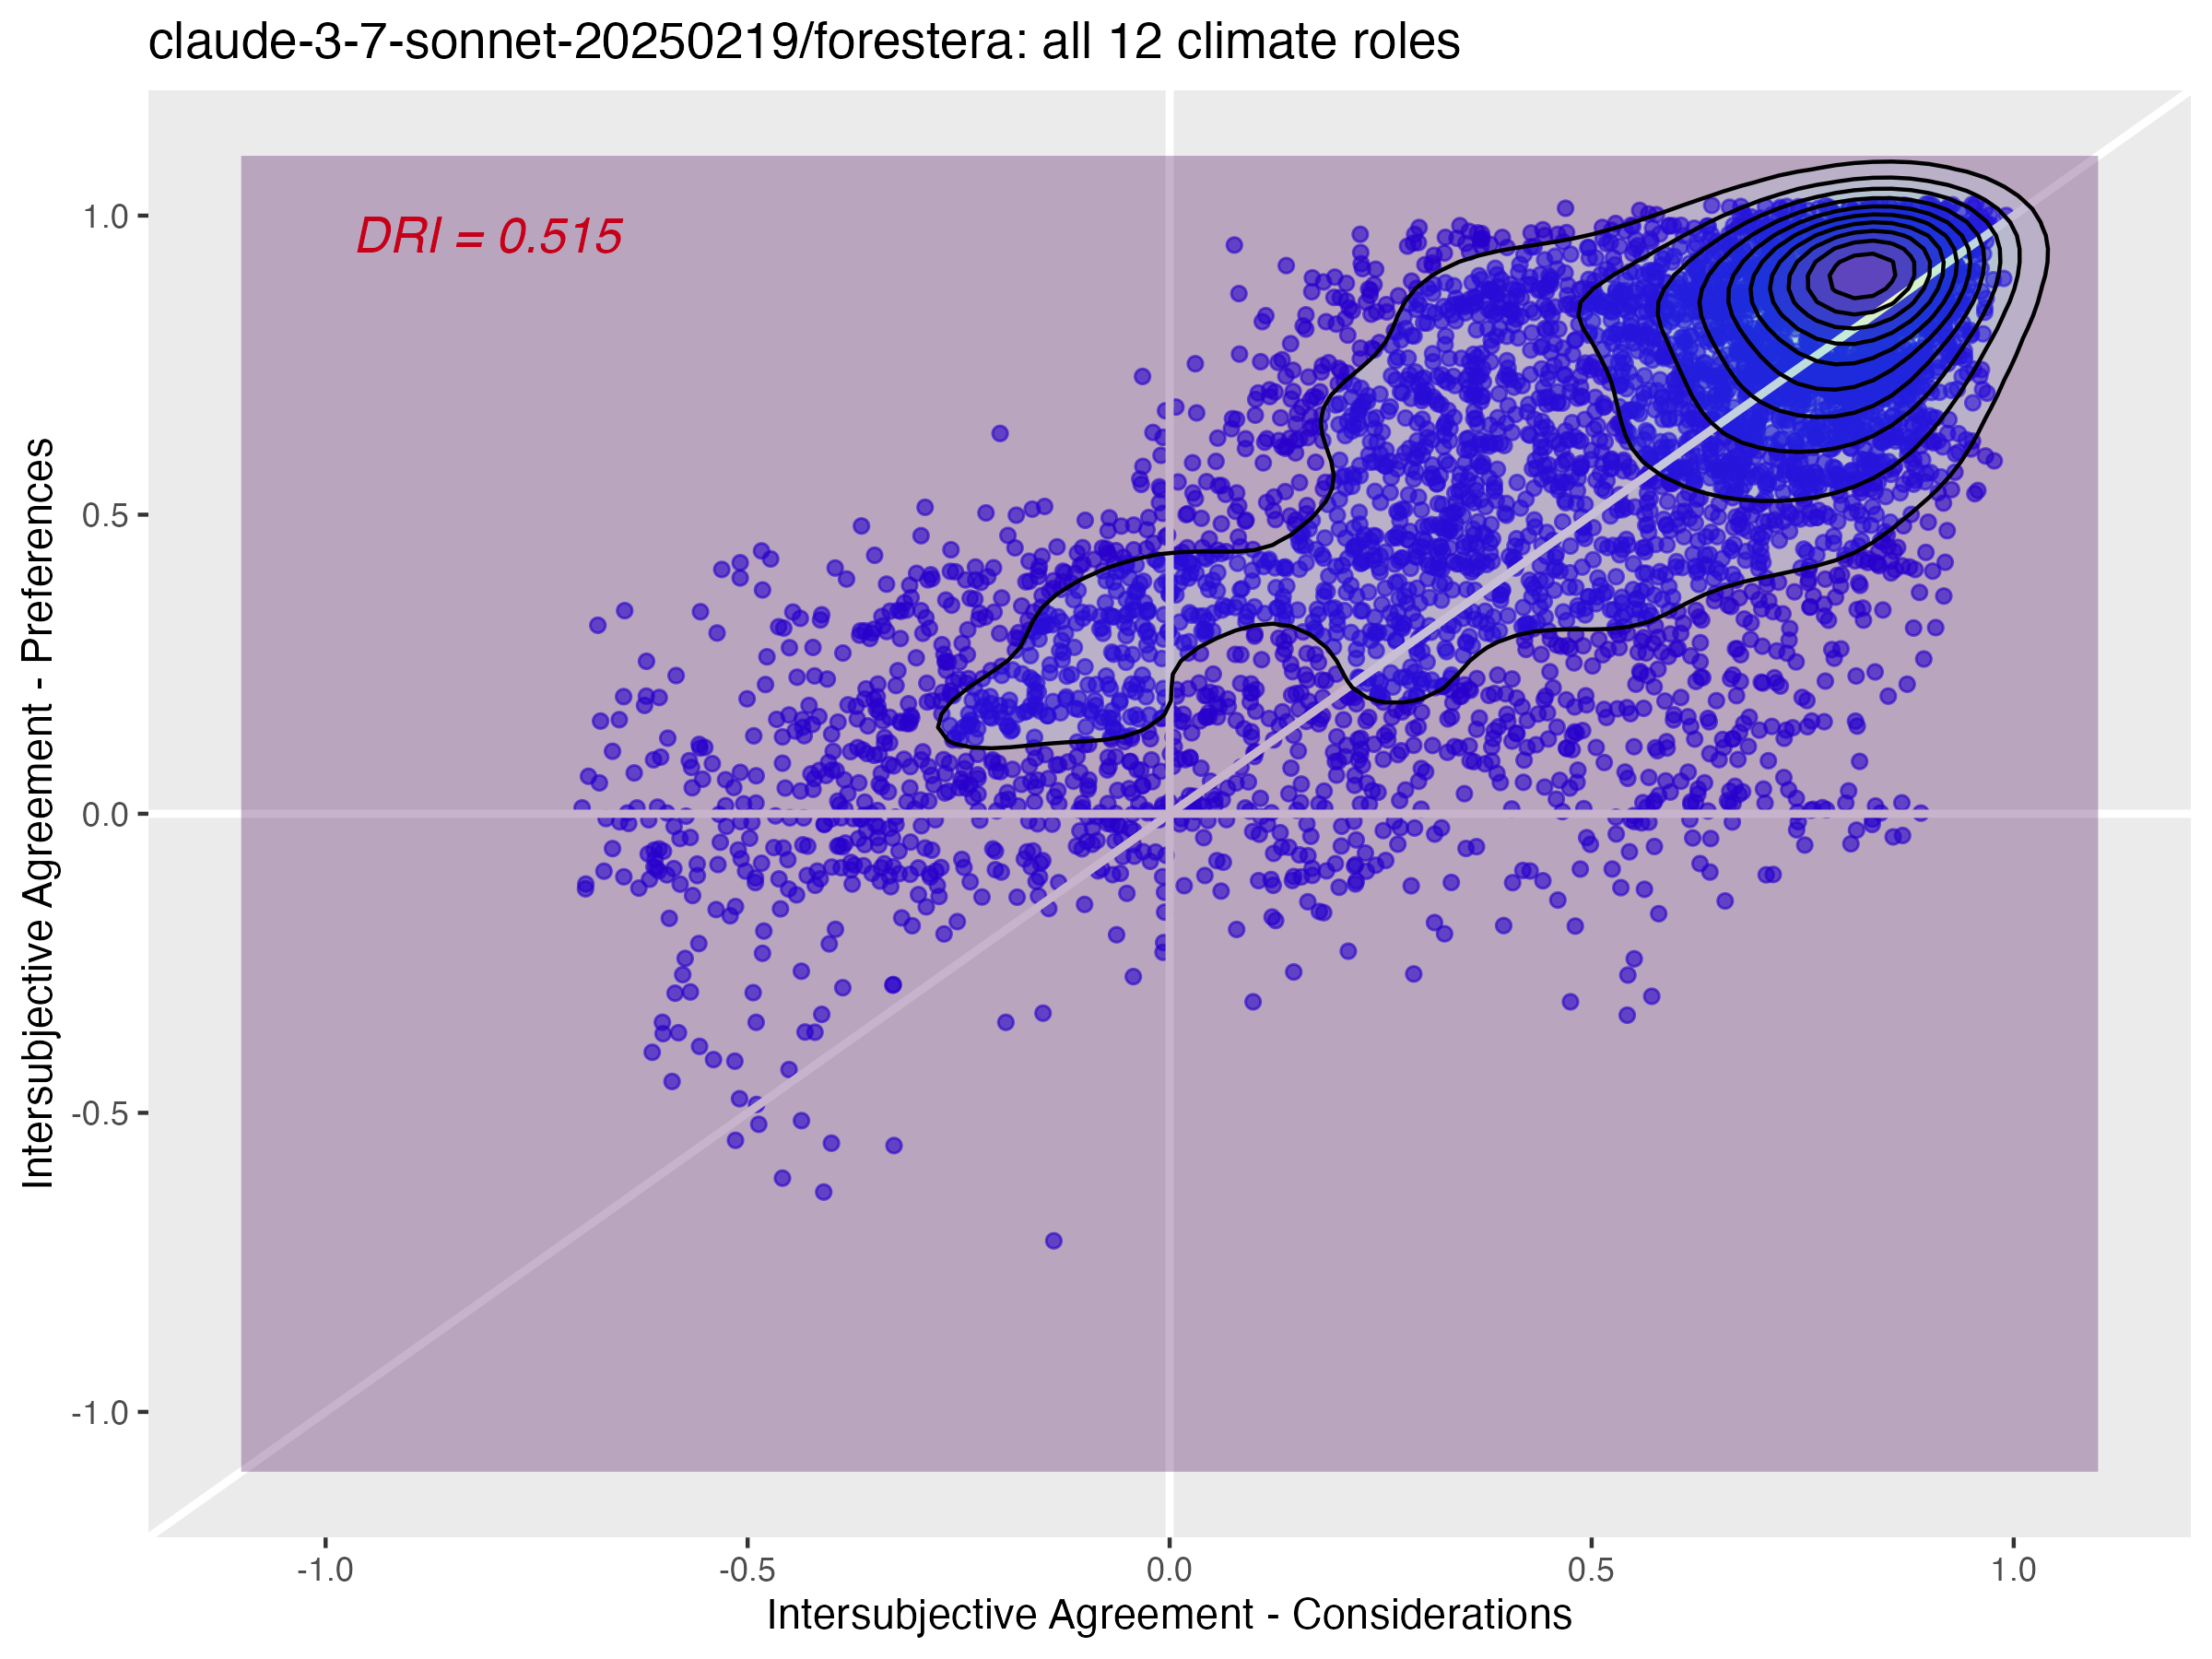 claude-3-7-sonnet-20250219/forestera: all 12 climate roles
DRI = 0.515
Intersubjective Agreement - Preferences
1.0
0.5
0.0
-0.5
-1.0
-1.0
-0.5
0.0
0.5
1.0
Intersubjective Agreement - Considerations